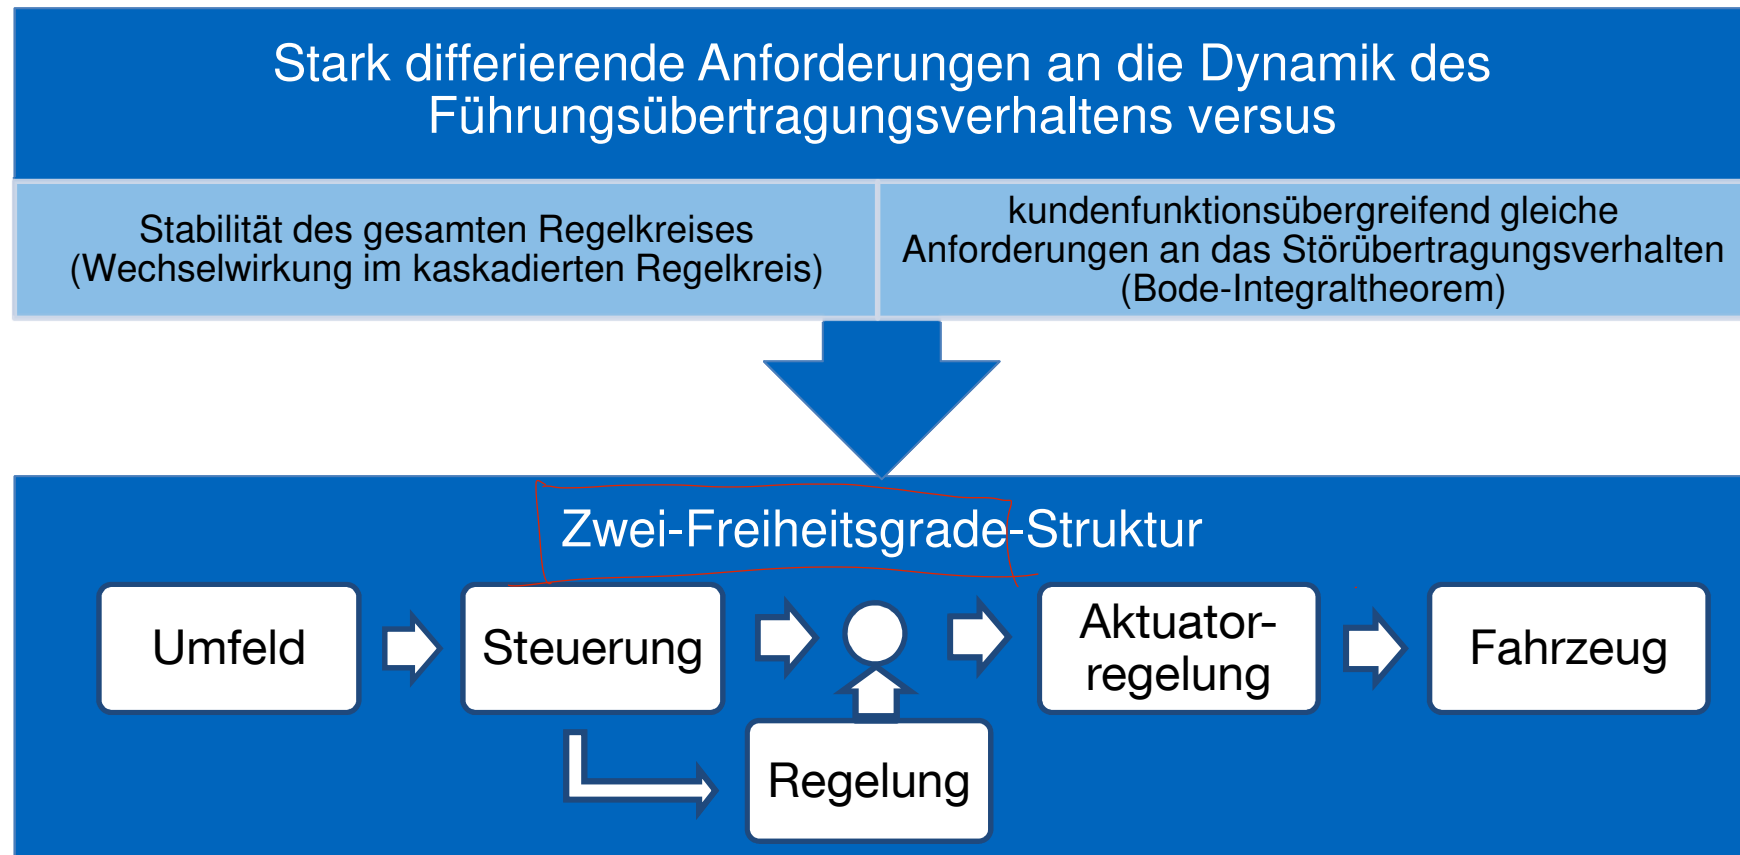 Stark differierende Anforderungen an die Dynamik des
Führungsübertragungsverhaltens versus
Stabilität des gesamten Regelkreises
(Wechselwirkung im kaskadierten Regelkreis)
kundenfunktionsübergreifend gleiche
Anforderungen an das Störübertragungsverhalten
(Bode-Integraltheorem)
Zwei-Freiheitsgrade-Struktur
Umfeld
Steuerung
Aktuator-
regelung
Fahrzeug
Regelung